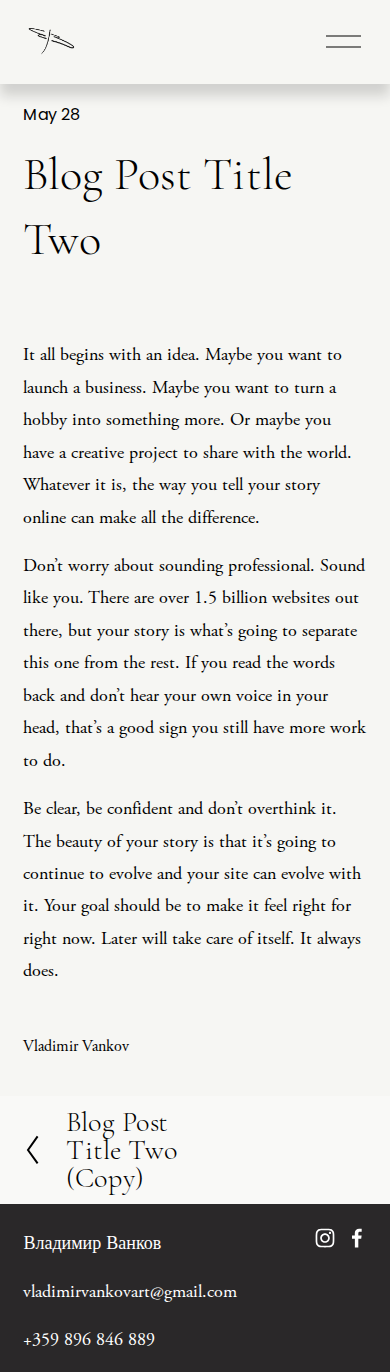 May 28
Blog Post Title
Two
It all begins with an idea. Maybe you want to
launch a business. Maybe you want to turn a
hobby into something more. Or maybe you
have a creative project to share with the world.
Whatever it is, the way you tell your story
online can make all the difference.
Don’t worry about sounding professional. Sound
like you. There are over 1.5 billion websites out
there, but your story is what’s going to separate
this one from the rest. If you read the words
back and don’t hear your own voice in your
head, that’s a good sign you still have more work
to do.
Be clear, be confident and don’t overthink it.
The beauty of your story is that it’s going to
continue to evolve and your site can evolve with
it. Your goal should be to make it feel right for
right now. Later will take care of itself. It always
does.
Vladimir Vankov
Blog Post
Title Two
(Copy)
Владимир Ванков
vladimirvankovart@gmail.com
+359 896 846 889